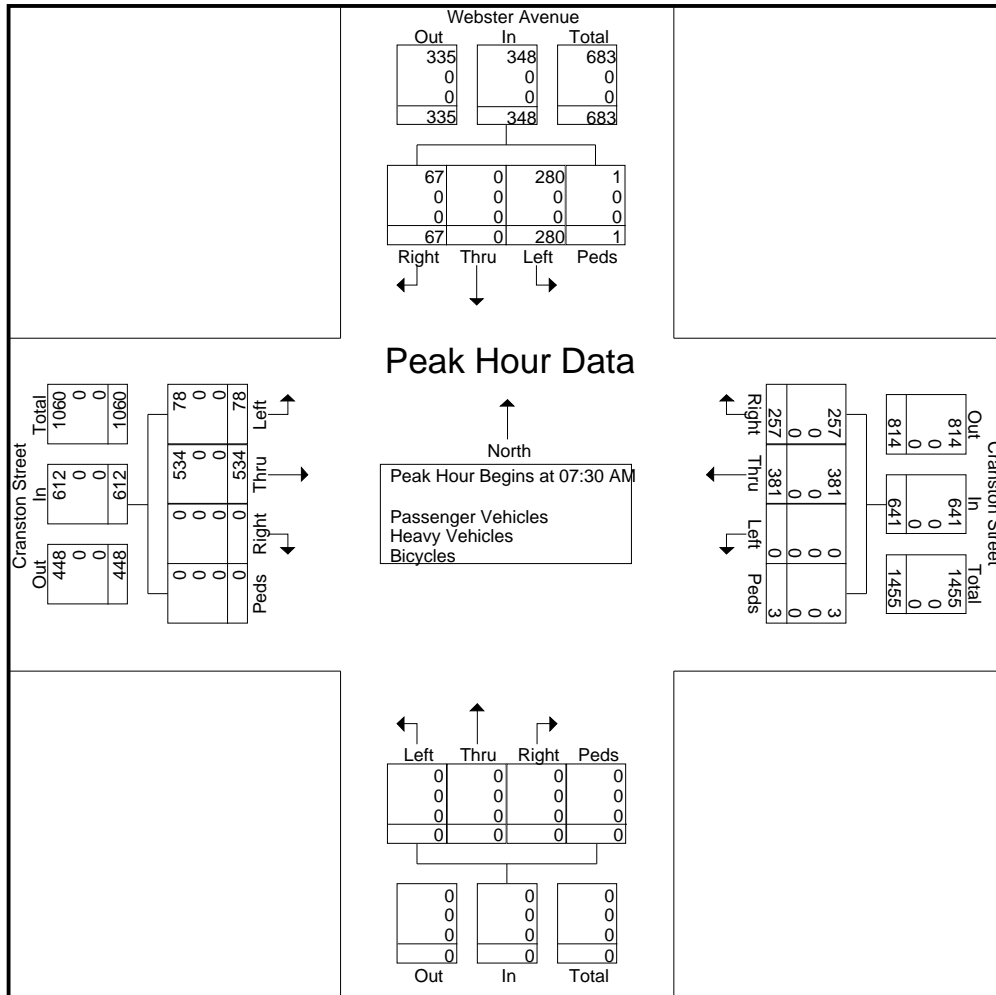 Webster Avenue
Out In Total
335 348 683
0 0 0
0 0 0
335 348 683
67 0 280 1
0 0 0 0
0 0 0 0
67 0 280 1
Right Thru Left Peds
Peak Hour Data
North
Peak Hour Begins at 07:30 AM
Passenger Vehicles
Heavy Vehicles
Bicycles
Cranston Street
Total In Out
1060 612 448
0 0 0
0 0 0
1060 612 448
78 534 0 0
0 0 0 0
0 0 0 0
78 534 0 0
Left Thru Right Peds
Cranston Street
Out In Total
814 641 1455
0 0 0
0 0 0
814 641 1455
257 381 0 3
0 0 0 0
0 0 0 0
257 381 0 3
Right Thru Left Peds
Left Thru Right Peds
0 0 0 0
0 0 0 0
0 0 0 0
0 0 0 0
0 0 0
0 0 0
0 0 0
0 0 0
Out In Total